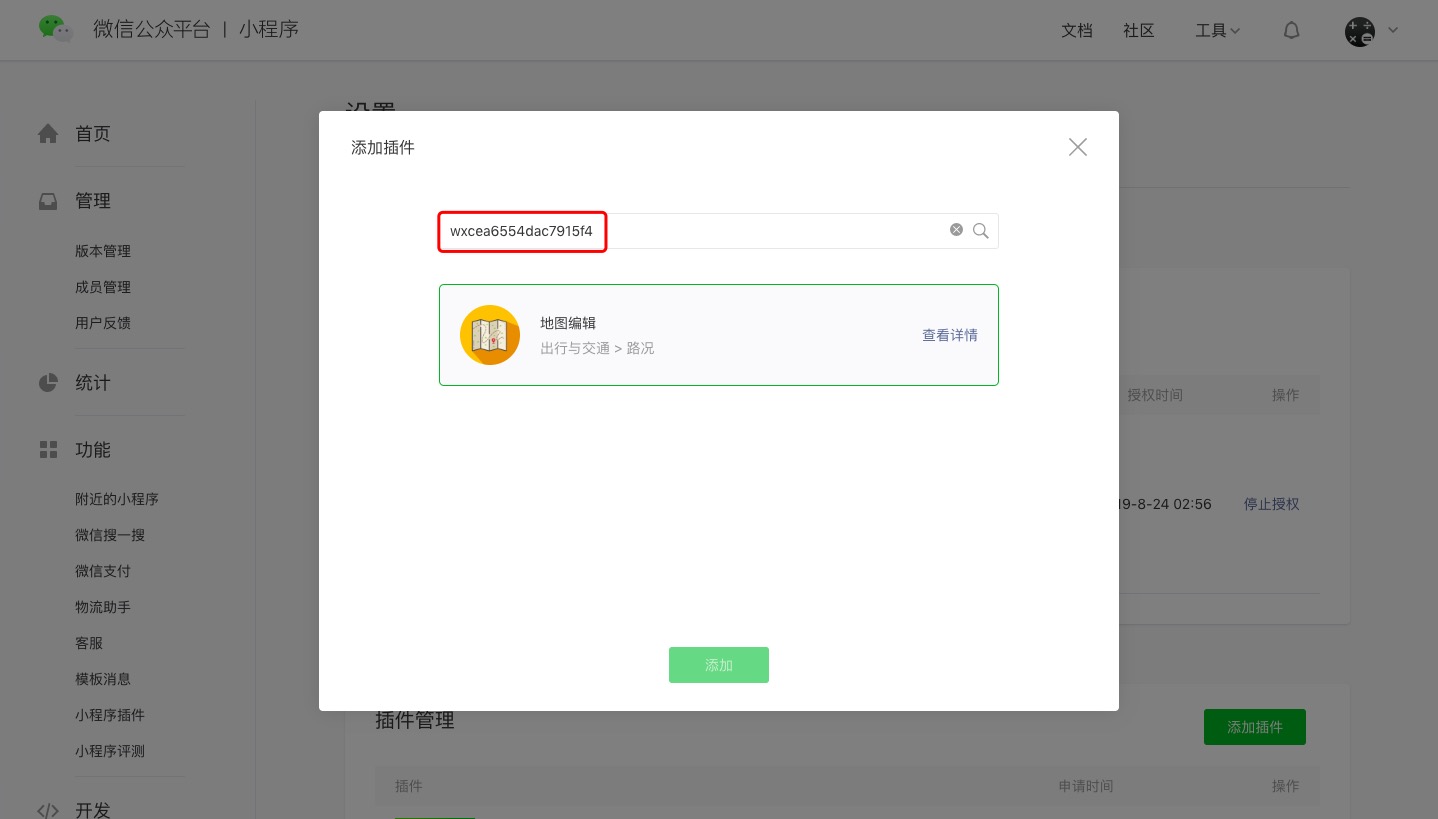 微信公众平台 | 小程序
文档 社区 工具
首页
管理
版本管理
成员管理
用户反馈
统计
功能
附近的小程序
微信搜一搜
微信支付
物流助手
客服
模板消息
小程序插件
小程序评测
开发
设置
添加插件
wxcea6554dac7915f4
地图编辑
出行与交通 > 路况
查看详情
添加
授权时间 操作
19-8-24 02:56 停止授权
插件管理
添加插件
插件 申请时间 操作